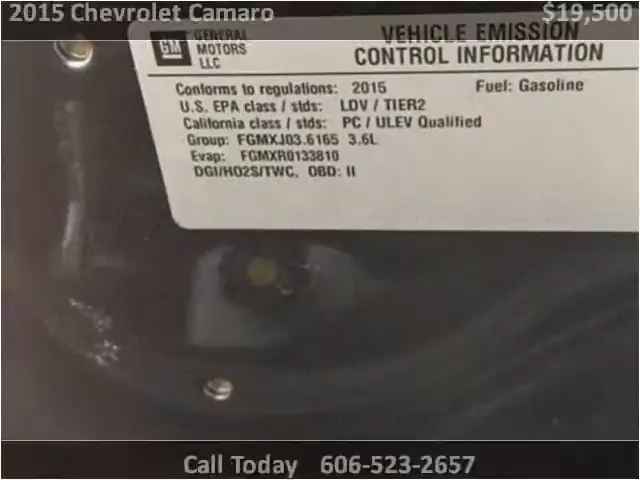 2015 Chevrolet Camaro $19,500
GM GENERAL MOTORS LLC
VEHICLE EMISSION
CONTROL INFORMATION
Conforms to regulations: 2015 Fuel: Gasoline
U.S. EPA class / stds: LDV / TIER2
California class / stds: PC / ULEV Qualified
Group: FGMXJ03.6165 3.6L
Evap: FGMXR0133810
DGI/HO2S/TWC, OBD: II
Call Today 606-523-2657